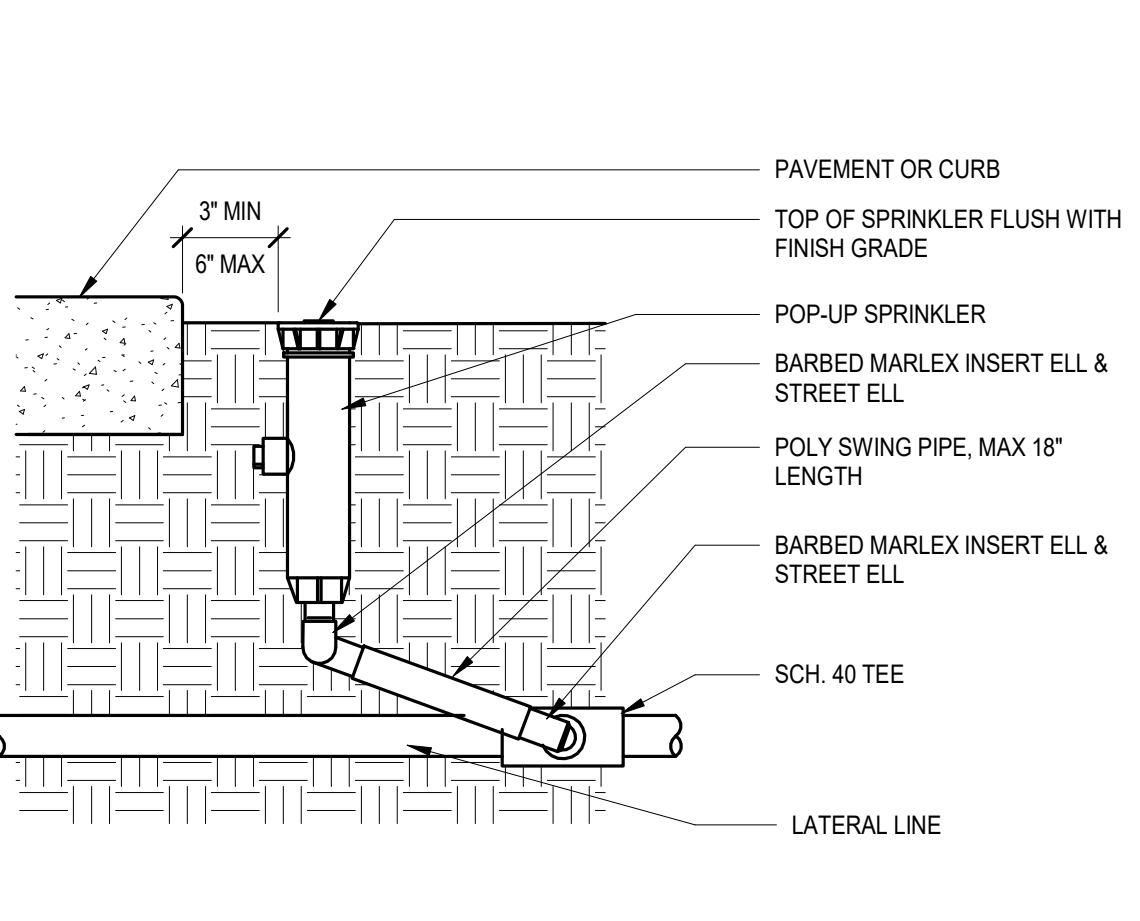 PAVEMENT OR CURB
3" MIN
6" MAX
TOP OF SPRINKLER FLUSH WITH
FINISH GRADE
POP-UP SPRINKLER
BARBED MARLEX INSERT ELL &
STREET ELL
POLY SWING PIPE, MAX 18"
LENGTH
BARBED MARLEX INSERT ELL &
STREET ELL
SCH. 40 TEE
LATERAL LINE